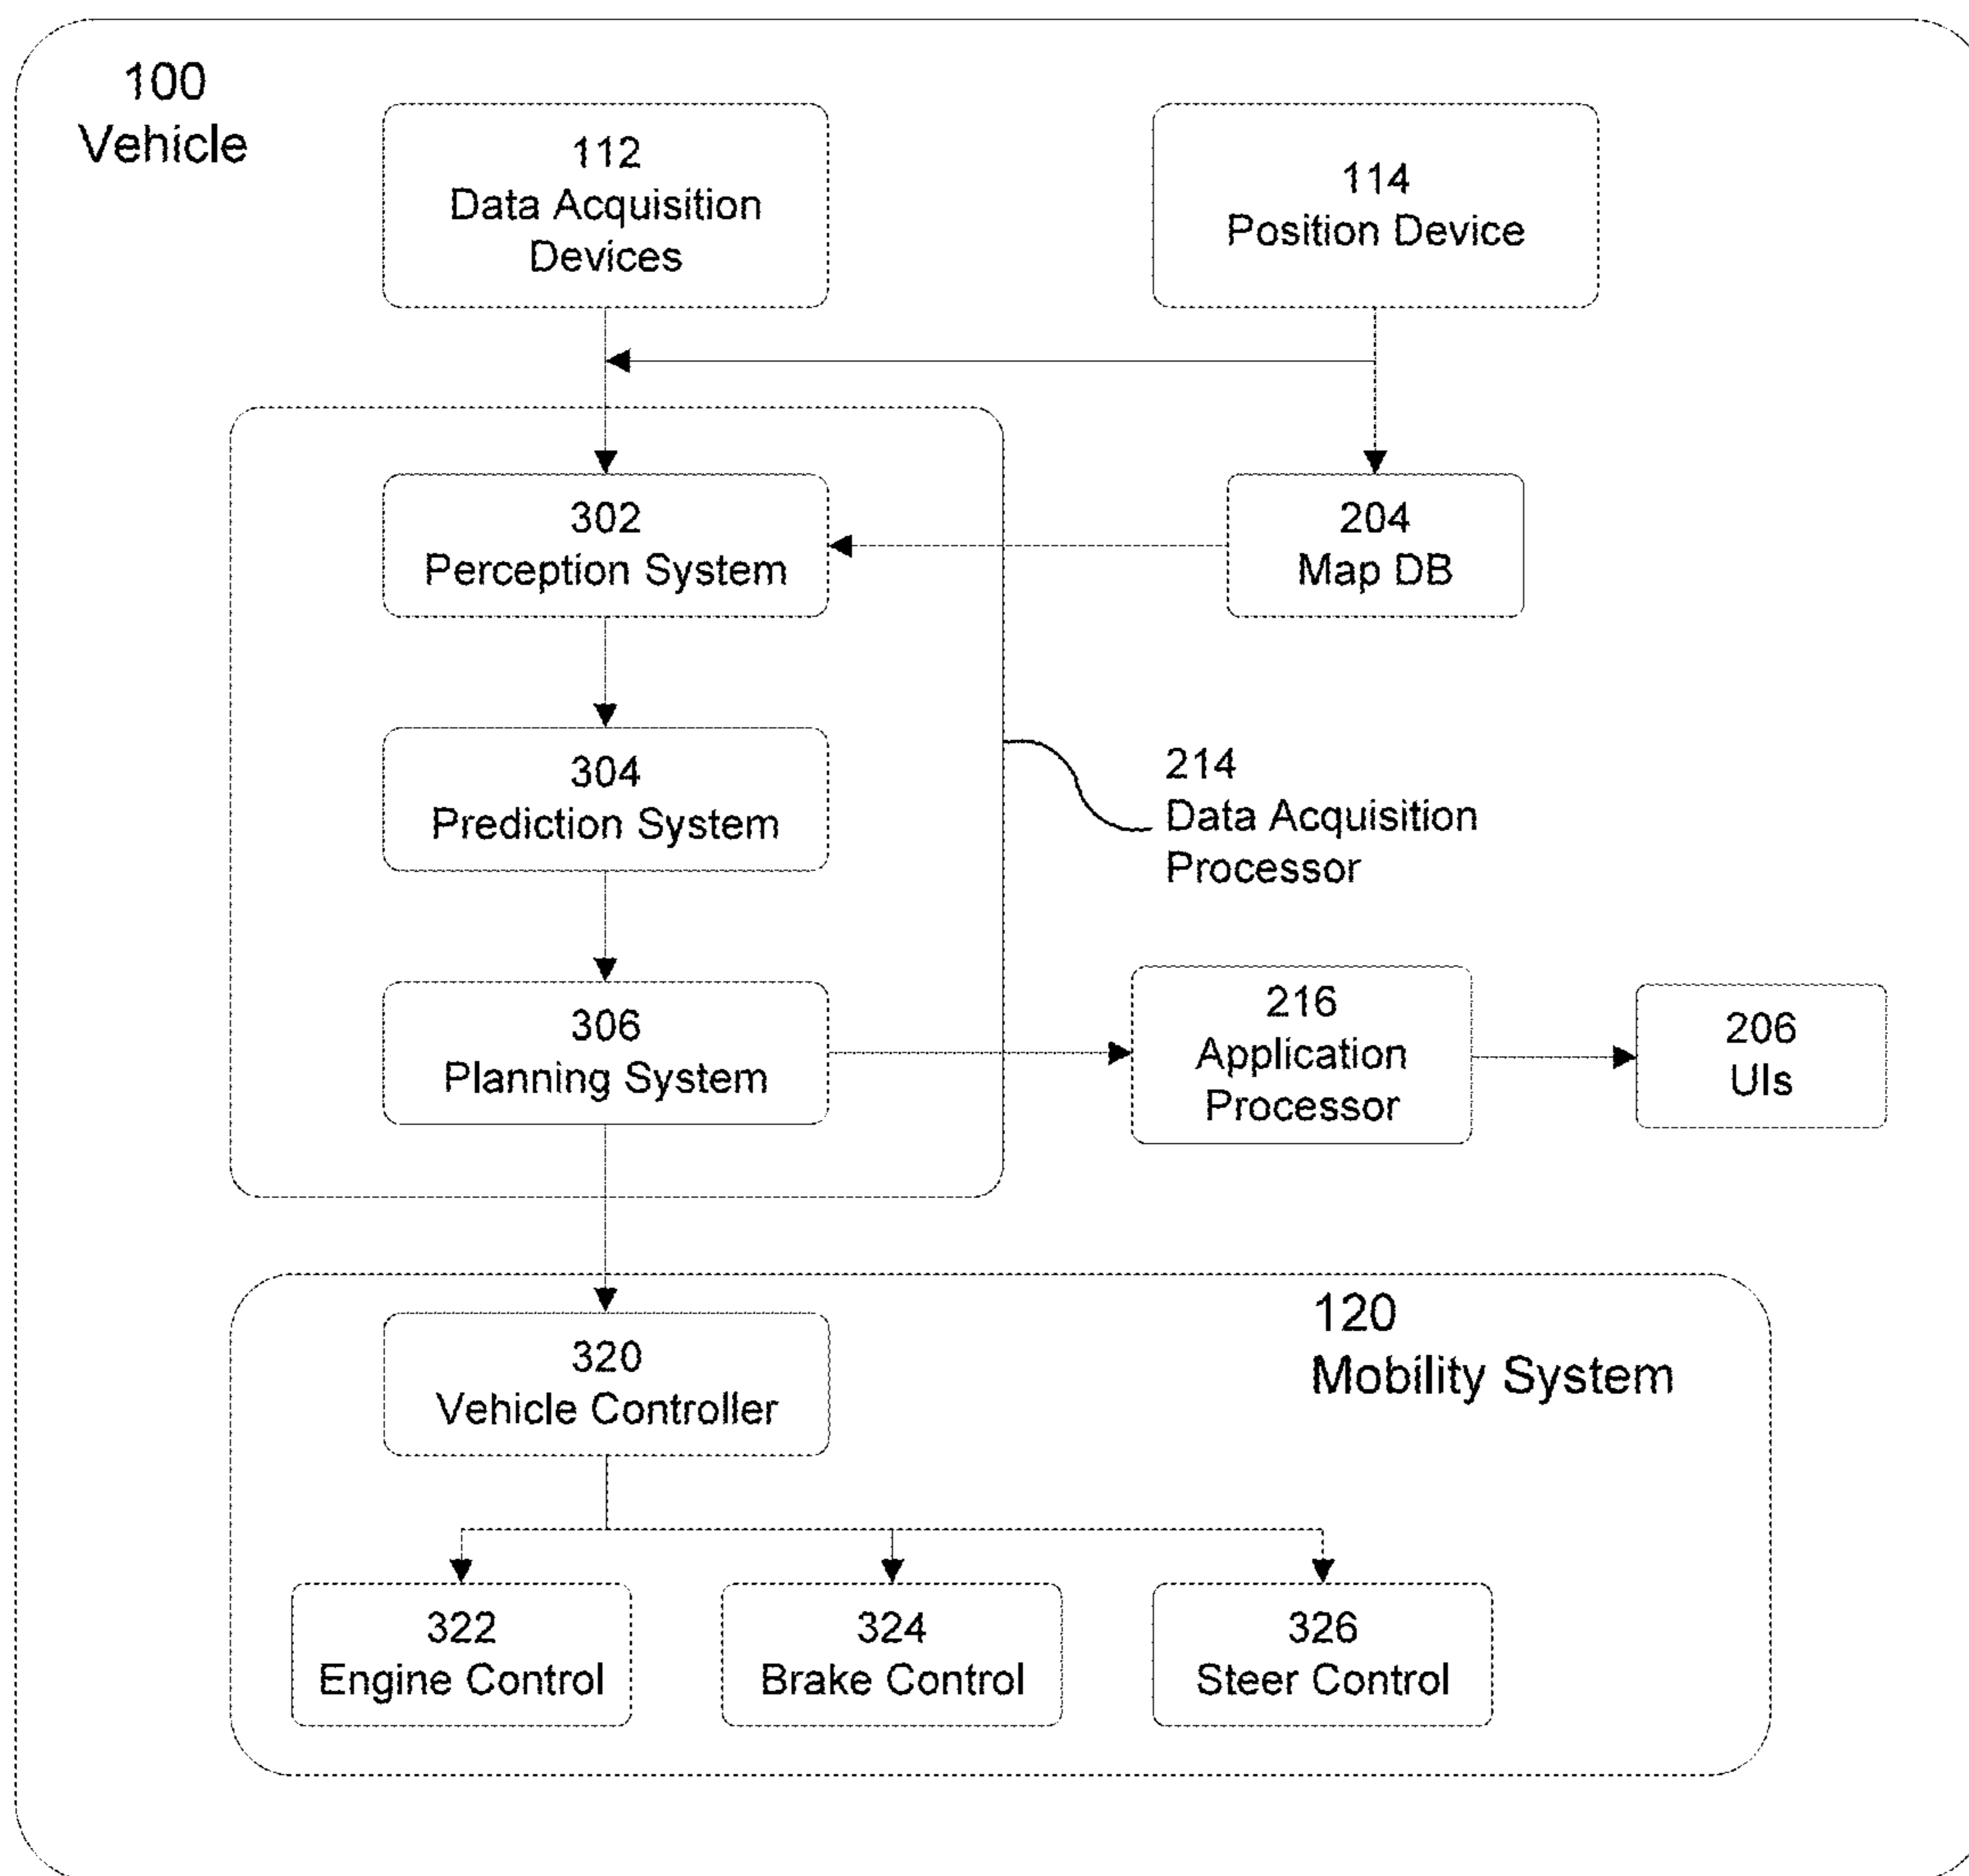 100
Vehicle
112
Data Acquisition
Devices
114
Position Device
302
Perception System
204
Map DB
304
Prediction System
214
Data Acquisition
Processor
306
Planning System
216
Application
Processor
206
UIs
120
Mobility System
320
Vehicle Controller
322
Engine Control
324
Brake Control
326
Steer Control